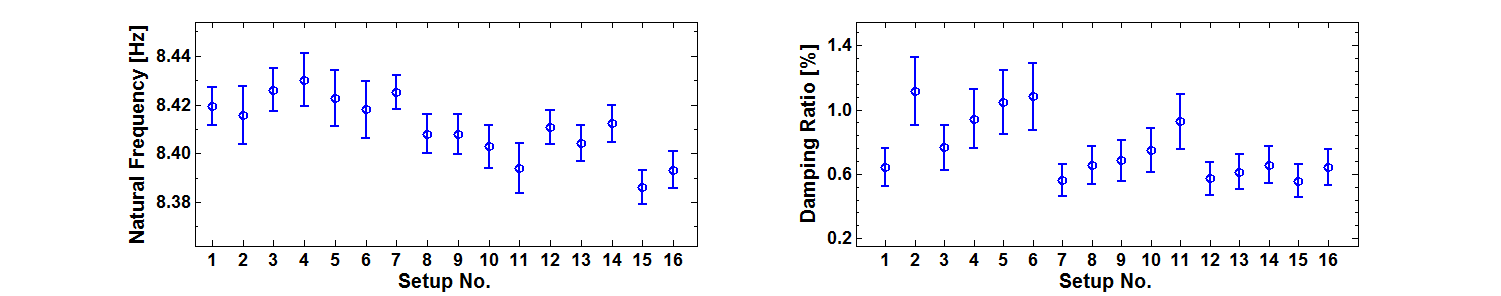 Natural Frequency [Hz]
8.44
8.42
8.40
8.38
1 2 3 4 5 6 7 8 9 10 11 12 13 14 15 16
Setup No.
Damping Ratio [%]
1.4
1.0
0.6
0.2
1 2 3 4 5 6 7 8 9 10 11 12 13 14 15 16
Setup No.